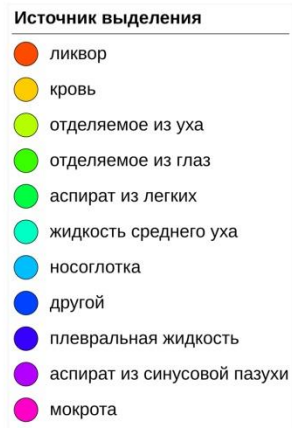 Источник выделения
ликвор
кровь
отделяемое из уха
отделяемое из глаз
аспират из легких
жидкость среднего уха
носоглотка
другой
плевральная жидкость
аспират из синусовой пазухи
мокрота